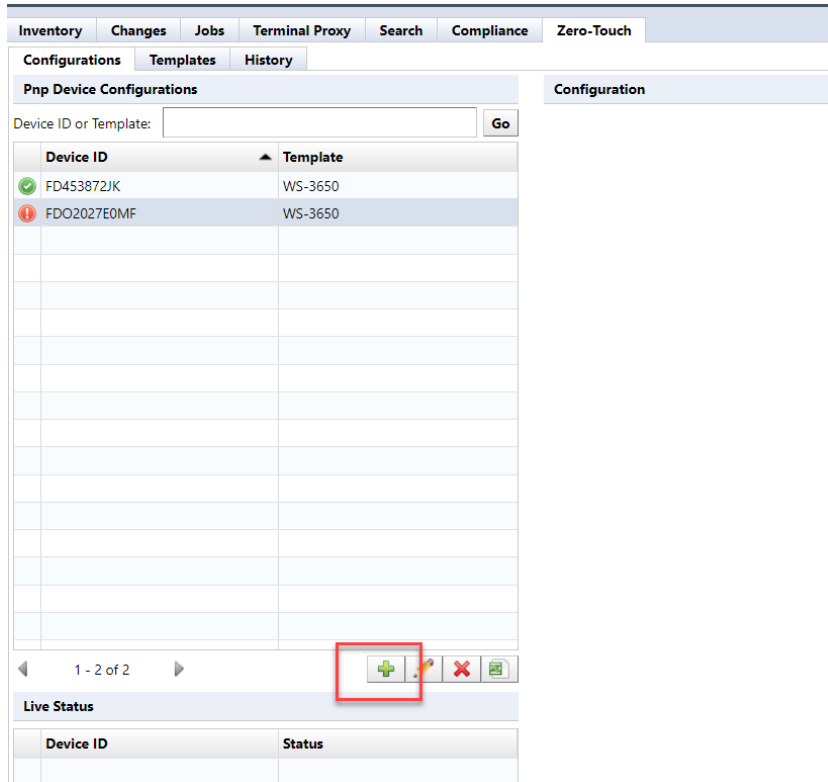 Inventory Changes Jobs Terminal Proxy Search Compliance Zero-Touch
Configurations Templates History
Pnp Device Configurations
Configuration
Device ID or Template: Go
Device ID Template
FD453872JK WS-3650
FDO2027E0MF WS-3650
1 - 2 of 2
Live Status
Device ID Status